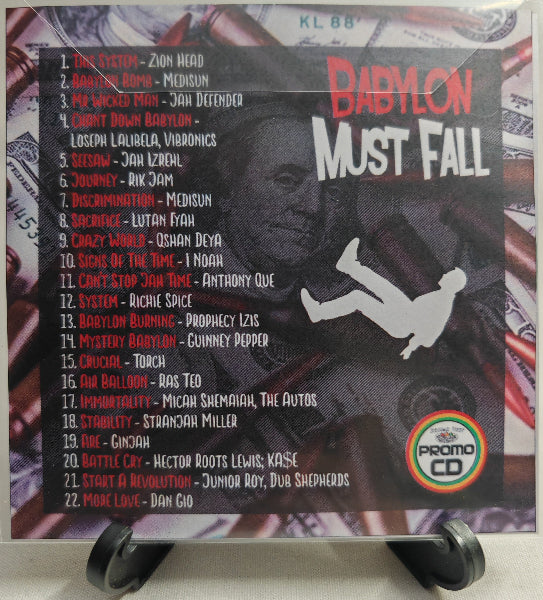 KL 88
BABYLON
MUST FALL
1. THIS SYSTEM - ZION HEAD
2. BABYLON BOMB - MEDISUN
3. MR WICKED MAN - JAH DEFENDER
4. CHANT DOWN BABYLON -
LOSEPH LALIBELA, VIBRONICS
5. SEESAW - JAH IZREHL
6. JOURNEY - RIK JAM
7. DISCRIMINATION - MEDISUN
8. SACRIFICE - LUTAN FYAH
9. CRAZY WORLD - QSHAN DEYA
10. SIGNS OF THE TIME - I NOAH
11. CAN'T STOP JAH TIME - ANTHONY QUE
12. SYSTEM - RICHIE SPICE
13. BABYLON BURNING - PROPHECY IZIS
14. MYSTERY BABYLON - GUINNEY PEPPER
15. CRUCIAL - TORCH
16. AIR BALLOON - RAS TEO
17. IMMORTALITY - MICAH SHEMAIAH, THE AUTOS
18. STABILITY - STRANJAH MILLER
19. FIRE - GINJAH
20. BATTLE CRY - HECTOR ROOTS LEWIS; KA$E
21. START A REVOLUTION - JUNIOR ROY, DUB SHEPHERDS
22. MORE LOVE - DAN GIO
PROMO
CD